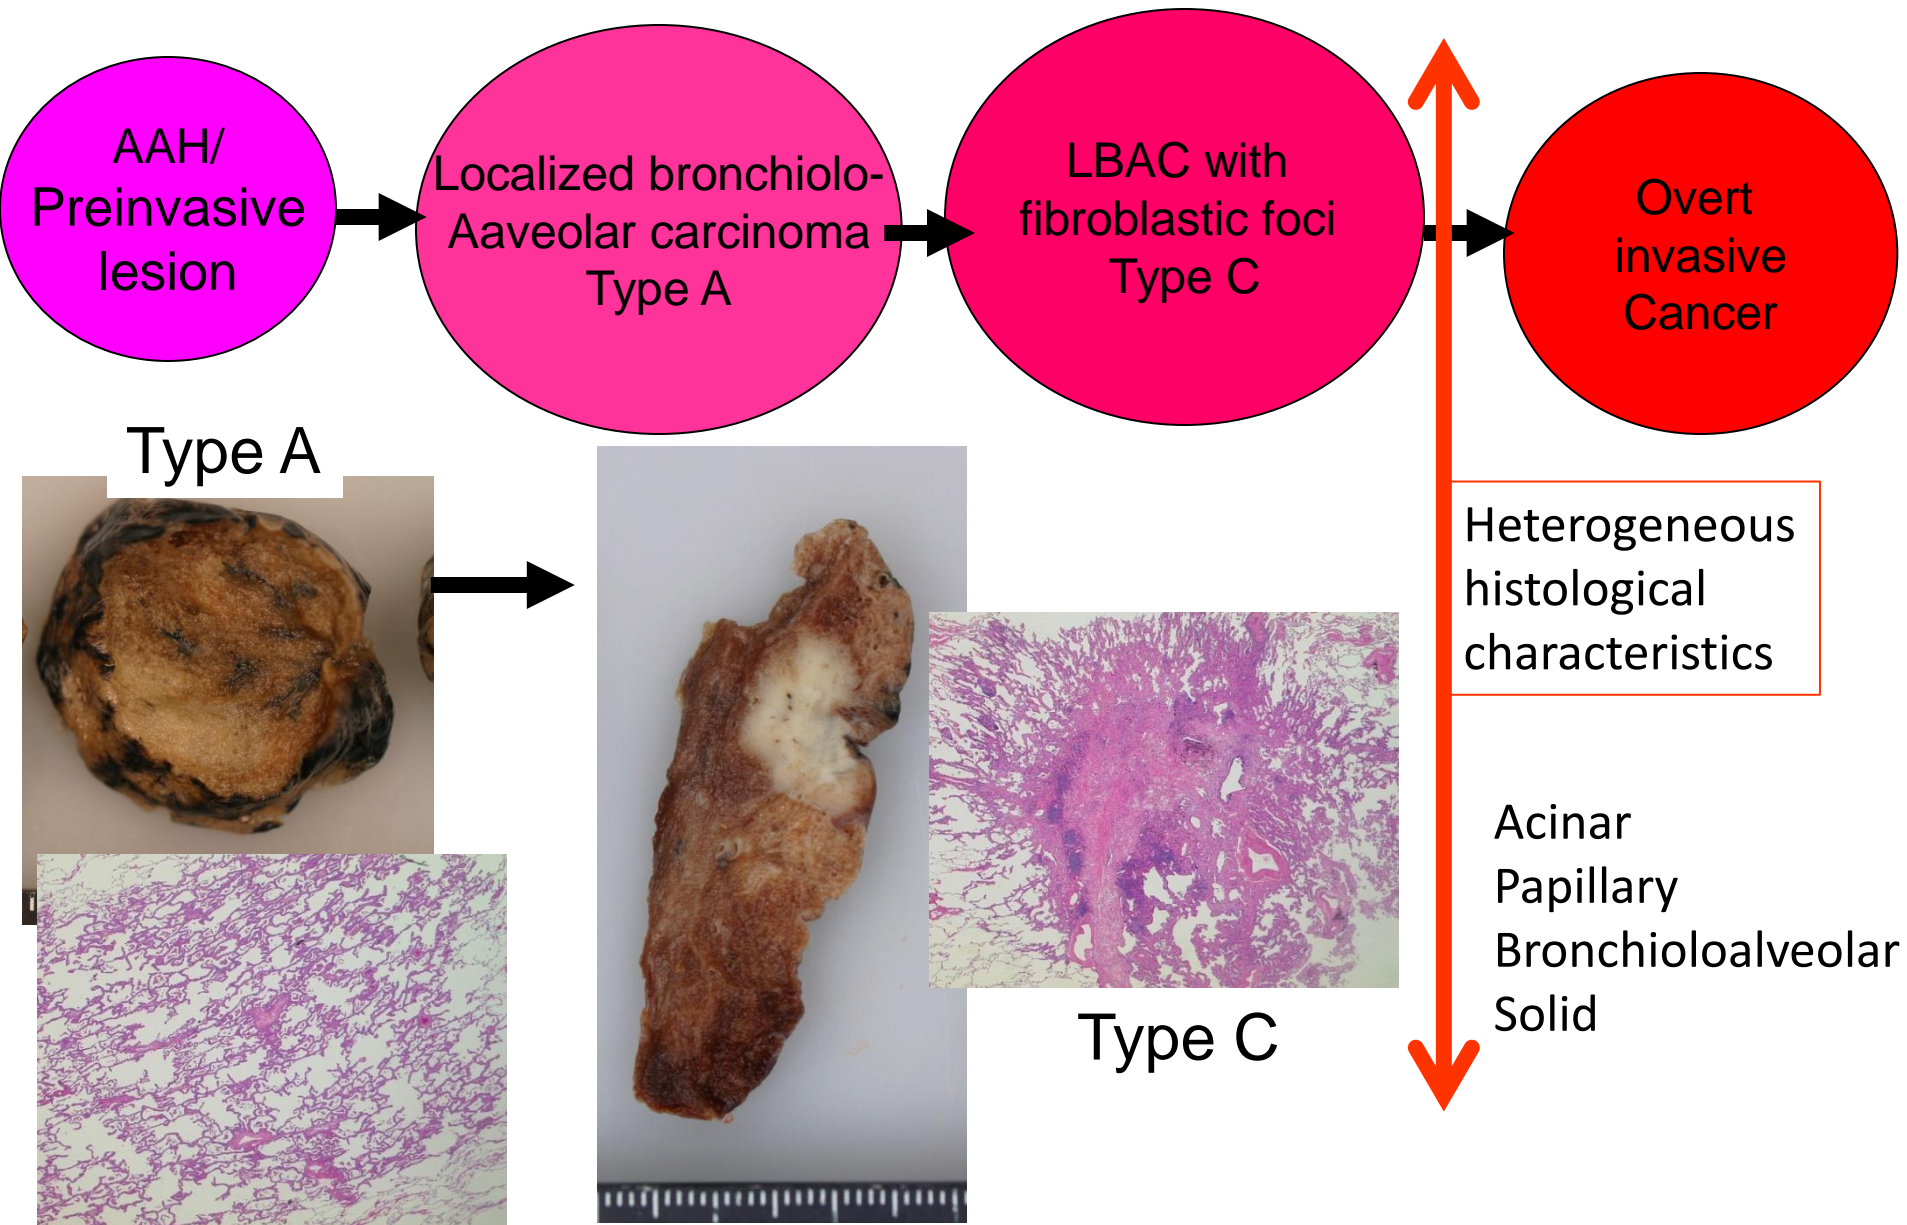 AAH/
Preinvasive
lesion
Localized bronchiolo-
Aaveolar carcinoma
Type A
LBAC with
fibroblastic foci
Type C
Overt
invasive
Cancer
Type A
Type C
Heterogeneous
histological
characteristics
Acinar
Papillary
Bronchioloalveolar
Solid